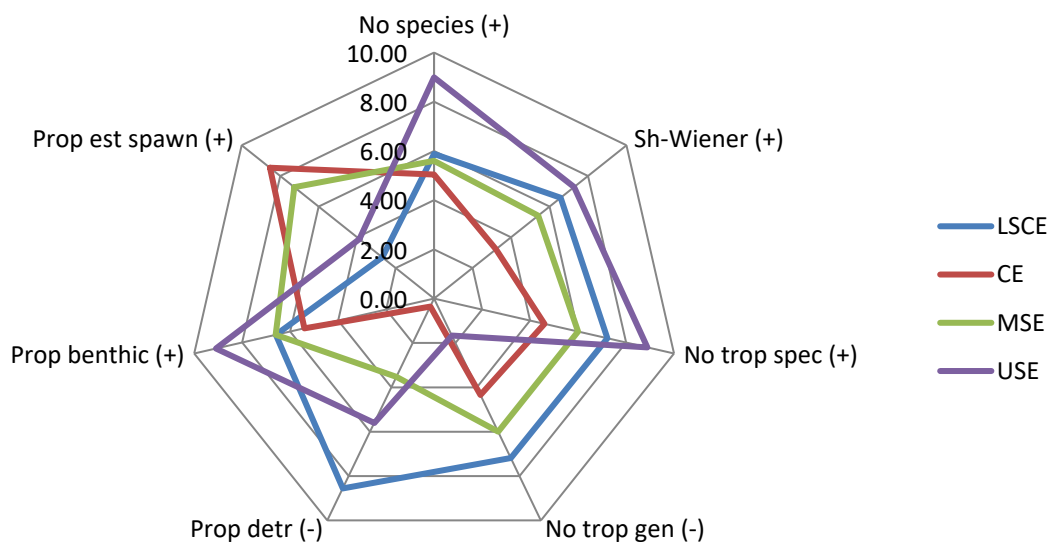 No species (+)
10.00
8.00
6.00
4.00
2.00
0.00
Sh-Wiener (+)
No trop spec (+)
No trop gen (-)
Prop detr (-)
Prop benthic (+)
Prop est spawn (+)
LSCE
CE
MSE
USE